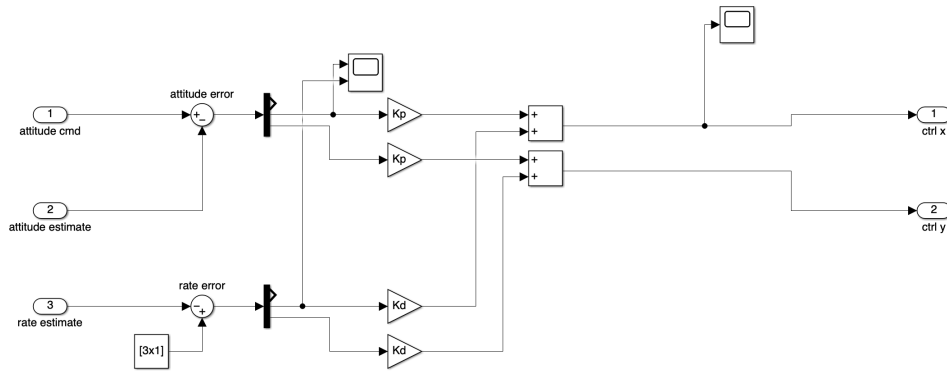 attitude error
1
attitude cmd
+
−
Kp
+
+
1
ctrl x
Kp
+
+
2
attitude estimate
2
ctrl y
rate error
3
rate estimate
−
+
Kd
[3x1]
Kd